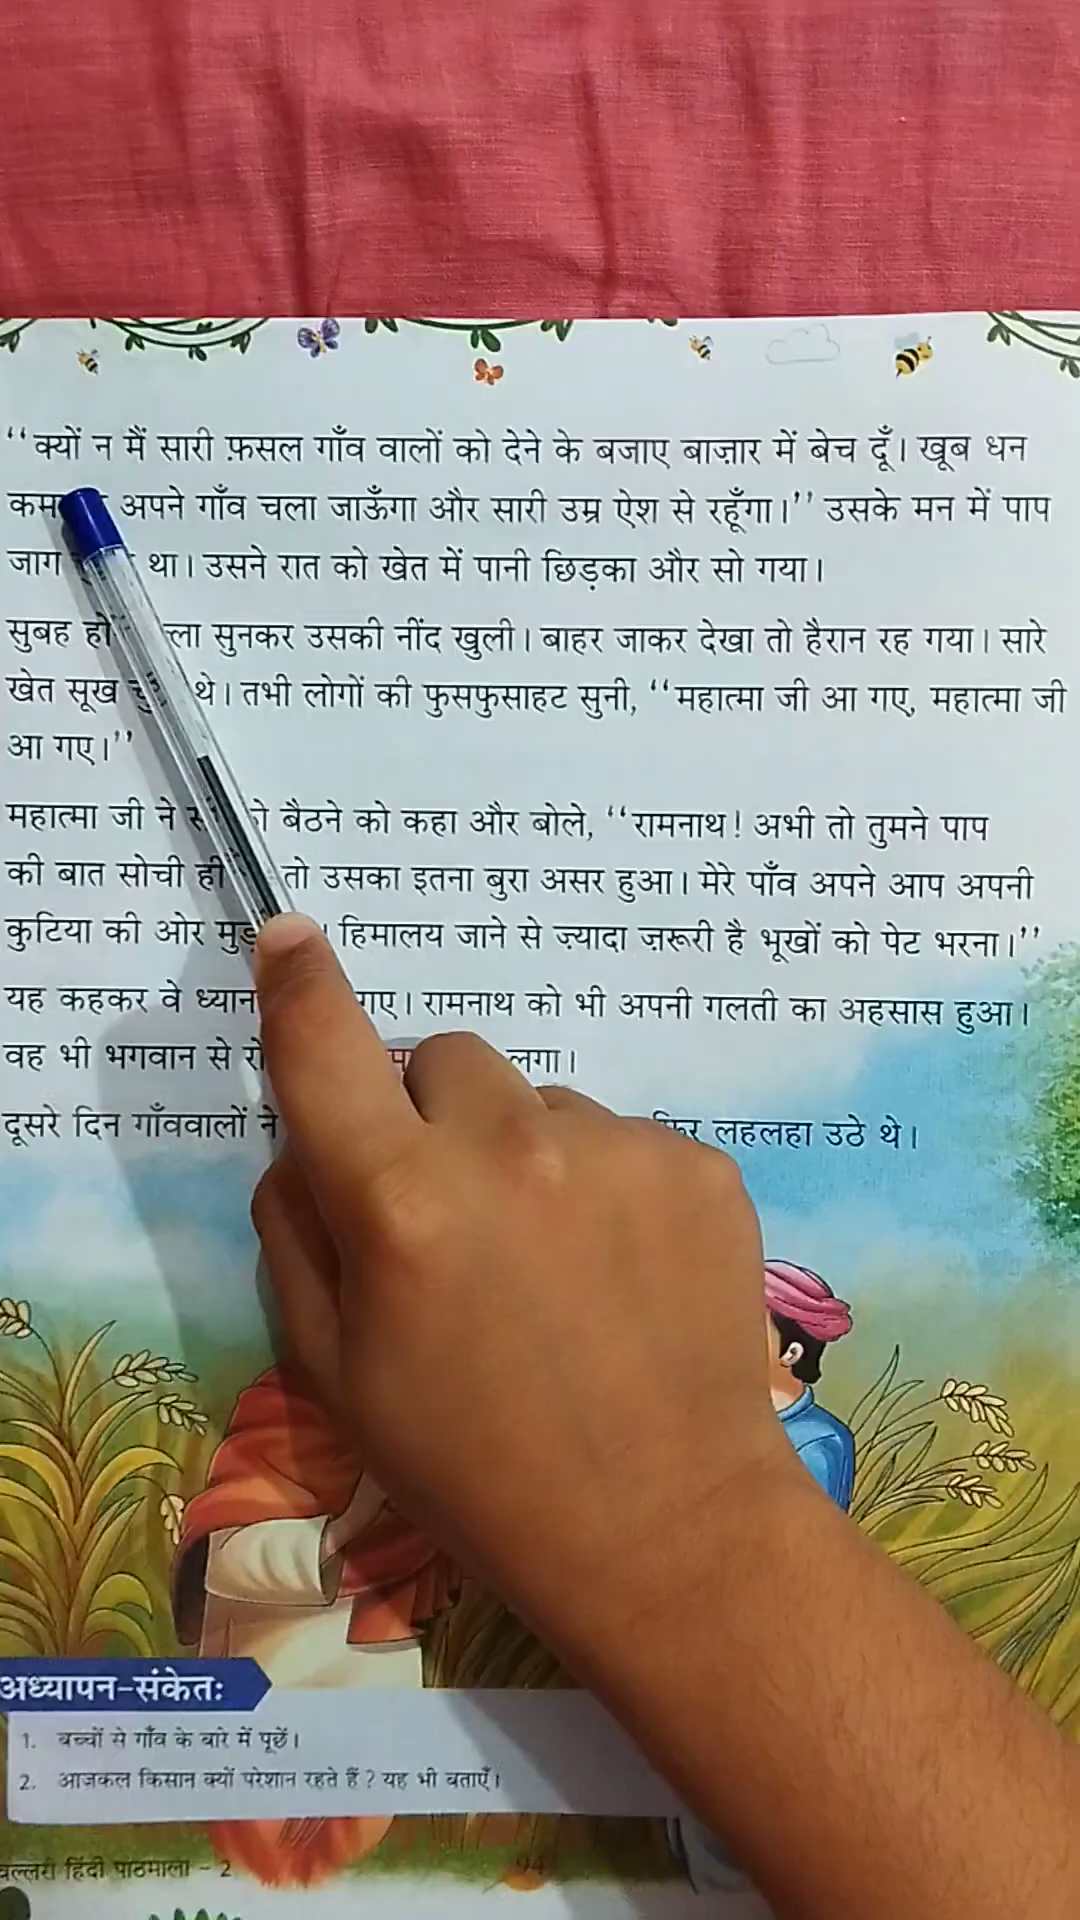 ‘‘क्यों न मैं सारी फ़सल गाँव वालों को देने के बजाए बाज़ार में बेच दूँ। खूब धन
अपने गाँव चला जाऊँगा और सारी उम्र ऐश से रहूँगा।’’ उसके मन में पाप
जाग था। उसने रात को खेत में पानी छिड़का और सो गया।
सुबह सुनकर उसकी नींद खुली। बाहर जाकर देखा तो हैरान रह गया। सारे
खेत सूख थे। तभी लोगों की फुसफुसाहट सुनी, ‘‘महात्मा जी आ गए, महात्मा जी
आ गए।’’
महात्मा जी ने बैठने को कहा और बोले, ‘‘रामनाथ! अभी तो तुमने पाप
की बात सोची ही तो उसका इतना बुरा असर हुआ। मेरे पाँव अपने आप अपनी
कुटिया की ओर हिमालय जाने से ज़्यादा ज़रूरी है भूखों को पेट भरना।’’
यह कहकर वे ध्यान गए। रामनाथ को भी अपनी गलती का अहसास हुआ।
वह भी भगवान से लगा।
दूसरे दिन गाँववालों ने फिर लहलहा उठे थे।
अध्यापन-संकेतः
1. बच्चों से गाँव के बारे में पूछें।
2. आजकल किसान क्यों परेशान रहते हैं? यह भी बताएँ।
वल्लरी हिंदी पाठमाला - 2
94